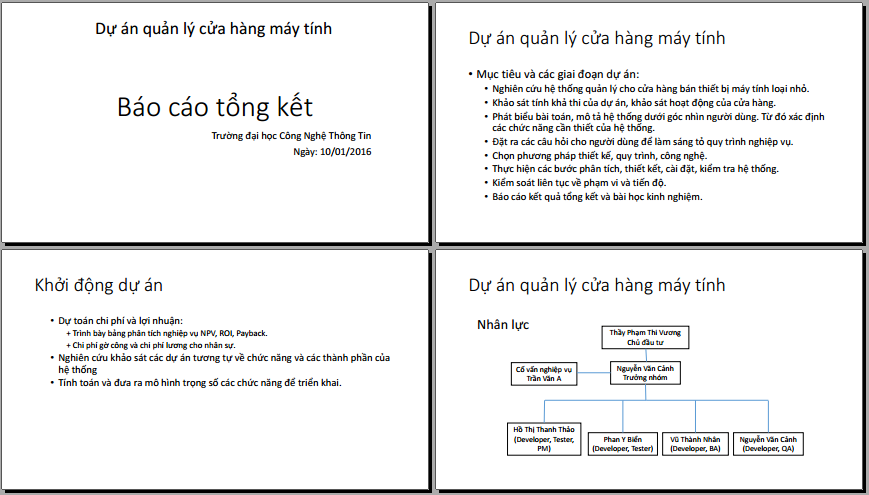 Dự án quản lý cửa hàng máy tính
Báo cáo tổng kết
Trường đại học Công Nghệ Thông Tin
Ngày: 10/01/2016
Dự án quản lý cửa hàng máy tính
• Mục tiêu và các giai đoạn dự án:
• Nghiên cứu hệ thống quản lý cho cửa hàng bán thiết bị máy tính loại nhỏ.
• Khảo sát tính khả thi của dự án, khảo sát hoạt động của cửa hàng.
• Phát biểu bài toán, mô tả hệ thống dưới góc nhìn người dùng. Từ đó xác định
các chức năng cần thiết của hệ thống.
• Đặt ra các câu hỏi cho người dùng để làm sáng tỏ quy trình nghiệp vụ.
• Chọn phương pháp thiết kế, quy trình, công nghệ.
• Thực hiện các bước phân tích, thiết kết, cài đặt, kiểm tra hệ thống.
• Kiểm soát liên tục về phạm vi và tiến độ.
• Báo cáo kết quả tổng kết và bài học kinh nghiệm.
Khởi động dự án
• Dự toán chi phí và lợi nhuận:
+ Trình bày bảng phân tích nghiệp vụ NPV, ROI, Payback.
+ Chi phí gờ công và chi phí lương cho nhân sự.
• Nghiên cứu khảo sát các dự án tương tự về chức năng và các thành phần của
hệ thống
• Tính toán và đưa ra mô hình trọng số các chức năng để triển khai.
Dự án quản lý cửa hàng máy tính
Nhân lực
Thầy Phạm Thi Vương
Chủ đầu tư
Cố vấn nghiệp vụ
Trần Văn A
Nguyễn Văn Cảnh
Trưởng nhóm
Hồ Thị Thanh Thảo
(Developer, Tester,
PM)
Phan Y Biển
(Developer, Tester)
Vũ Thành Nhân
(Developer, BA)
Nguyễn Văn Cảnh
(Developer, QA)